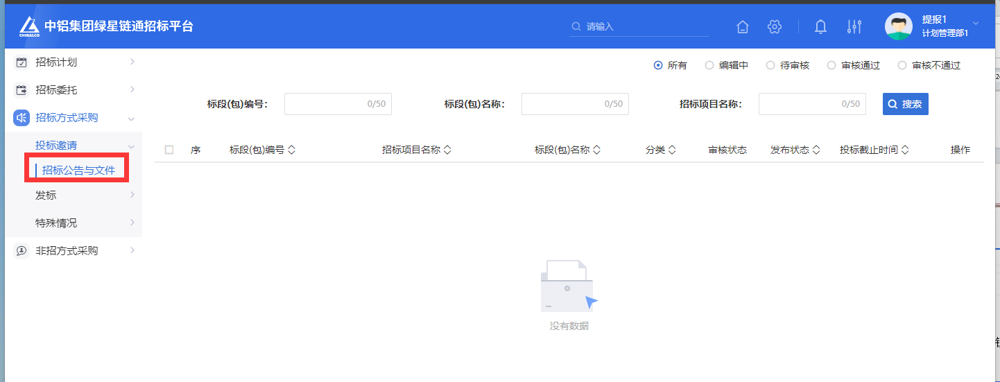 CHINALCO
中铝集团绿星链通招标平台
请输入
提报1
计划管理部1
招标计划
招标委托
招标方式采购
投标邀请
招标公告与文件
发标
特殊情况
非招方式采购
所有 编辑中 待审核 审核通过 审核不通过
标段(包)编号： 0/50 标段(包)名称： 0/50 招标项目名称： 0/50 搜索
序 标段(包)编号 招标项目名称 标段(包)名称 分类 审核状态 发布状态 投标截止时间 操作
没有数据